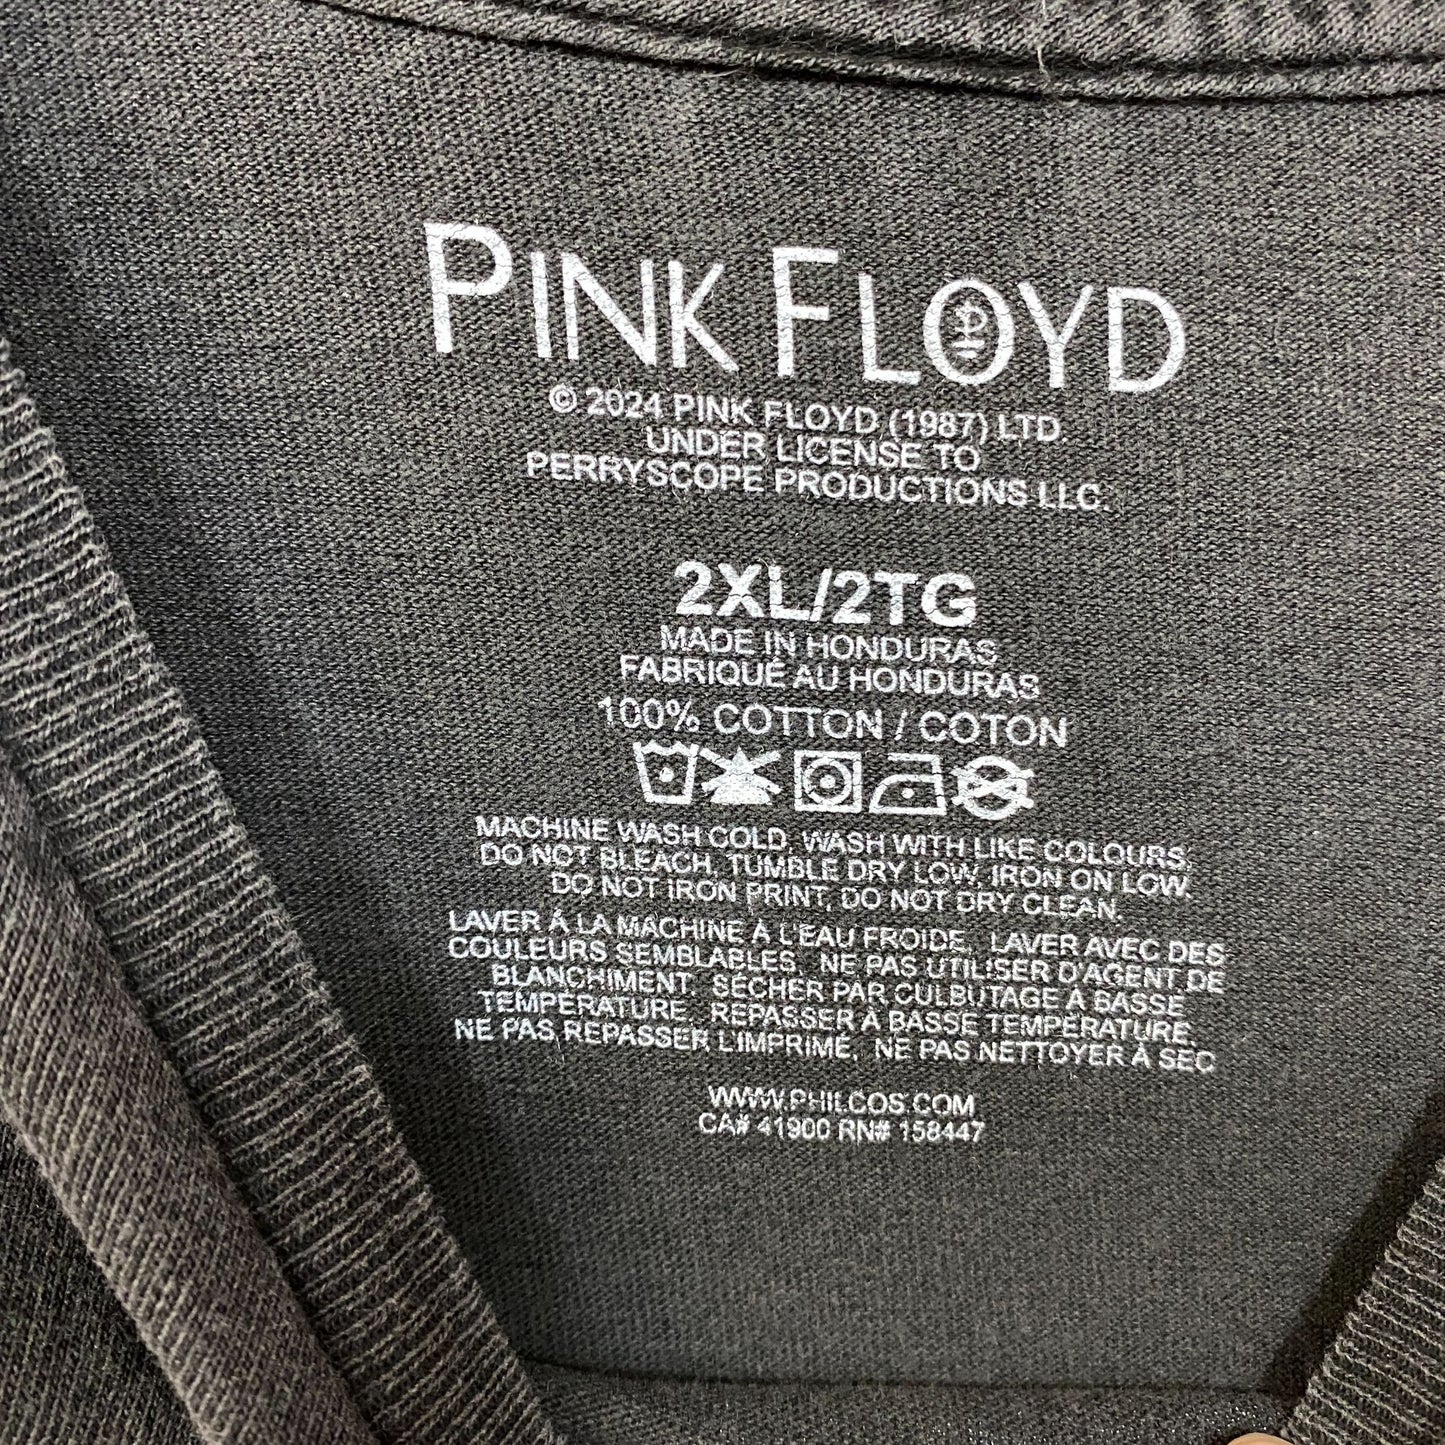 PINK FLOYD
© 2024 PINK FLOYD (1987) LTD.
UNDER LICENSE TO
PERRYSCOPE PRODUCTIONS LLC.
2XL/2TG
MADE IN HONDURAS
FABRIQUÉ AU HONDURAS
100% COTTON / COTON
MACHINE WASH COLD, WASH WITH LIKE COLOURS,
DO NOT BLEACH, TUMBLE DRY LOW, IRON ON LOW,
DO NOT IRON PRINT, DO NOT DRY CLEAN.
LAVER À LA MACHINE À L'EAU FROIDE, LAVER AVEC DES
COULEURS SEMBLABLES, NE PAS UTILISER D'AGENT DE
BLANCHIMENT, SÉCHER PAR CULBUTAGE À BASSE
TEMPÉRATURE, REPASSER À BASSE TEMPÉRATURE,
NE PAS REPASSER L'IMPRIMÉ, NE PAS NETTOYER À SEC
WWW.PHILCOS.COM
CA# 41900 RN# 158447